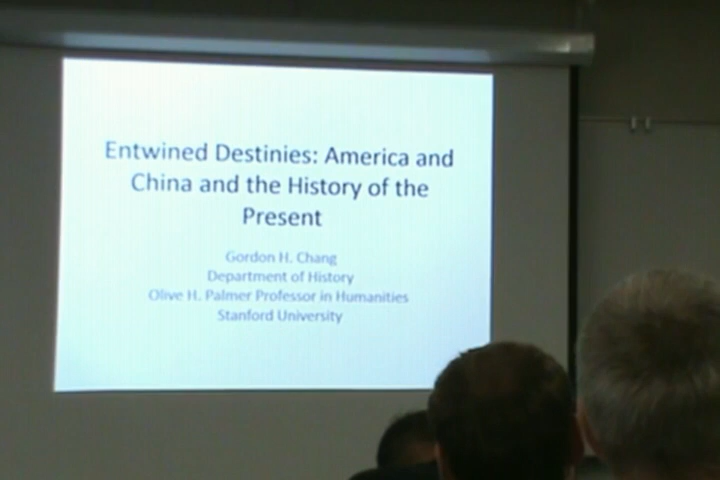 Entwined Destinies: America and
China and the History of the
Present
Gordon H. Chang
Department of History
Olive H. Palmer Professor in Humanities
Stanford University